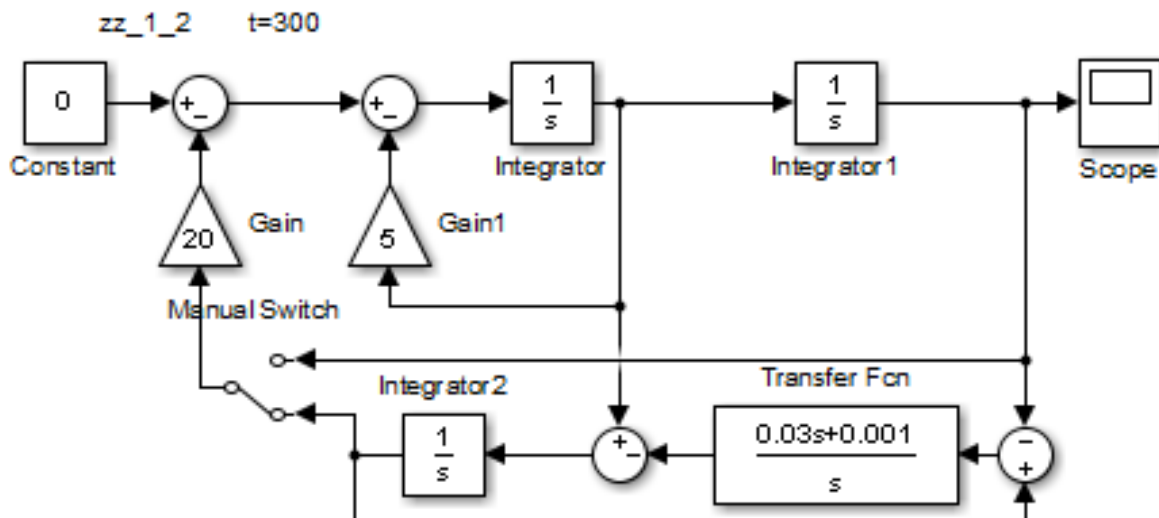 zz_1_2 t=300
0
+
−
+
−
1
s
1
s
Constant
Integrator
Integrator1
Scope
20
Gain
5
Gain1
Manual Switch
Integrator2
Transfer Fcn
1
s
+
−
0.03s+0.001
s
−
+